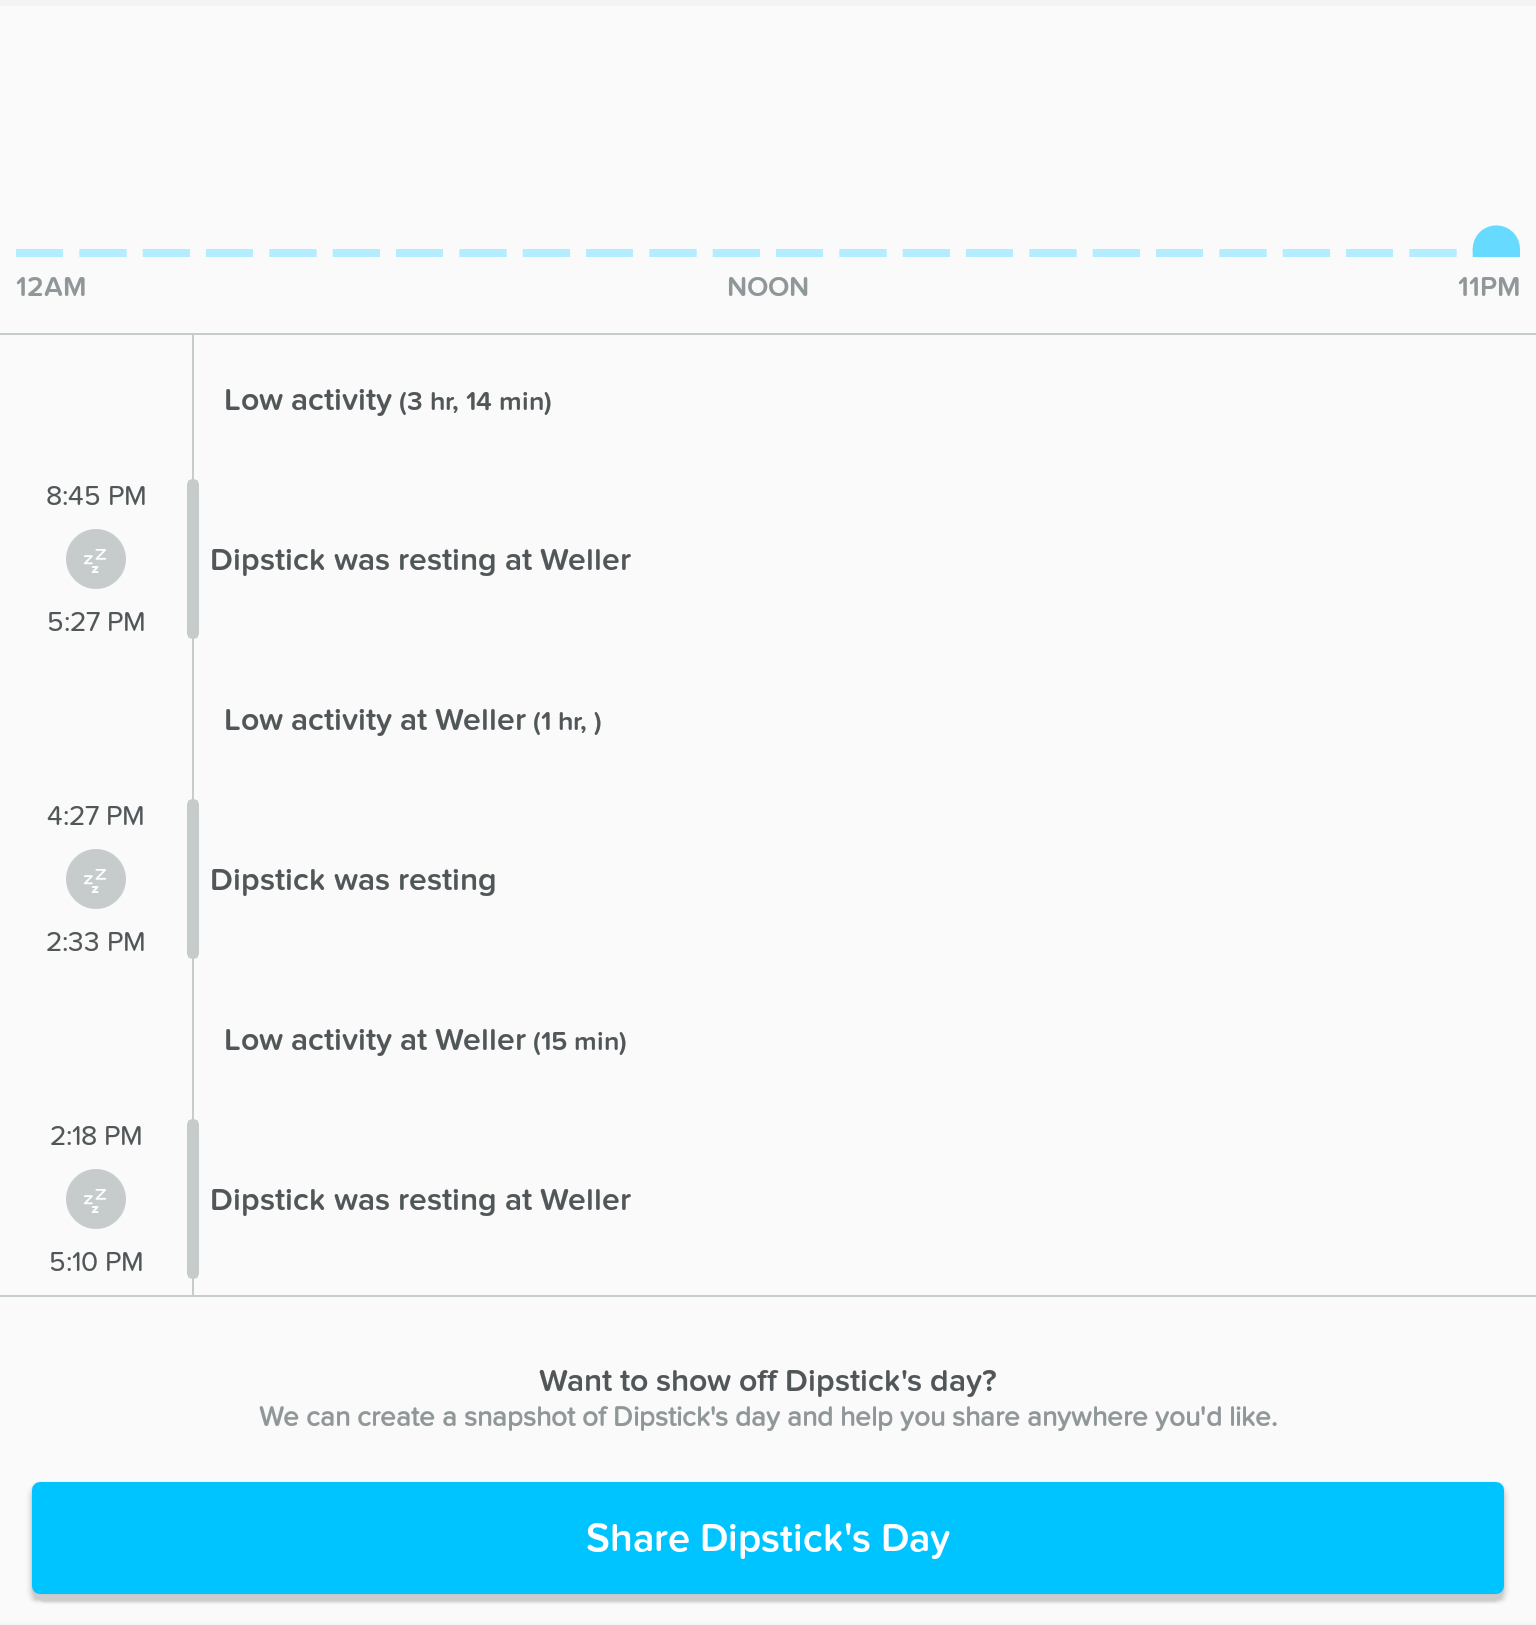 12AM NOON 11PM
Low activity (3 hr, 14 min)
8:45 PM
zzz
Dipstick was resting at Weller
5:27 PM
Low activity at Weller (1 hr, )
4:27 PM
zzz
Dipstick was resting
2:33 PM
Low activity at Weller (15 min)
2:18 PM
zzz
Dipstick was resting at Weller
5:10 PM
Want to show off Dipstick's day?
We can create a snapshot of Dipstick's day and help you share anywhere you'd like.
Share Dipstick's Day